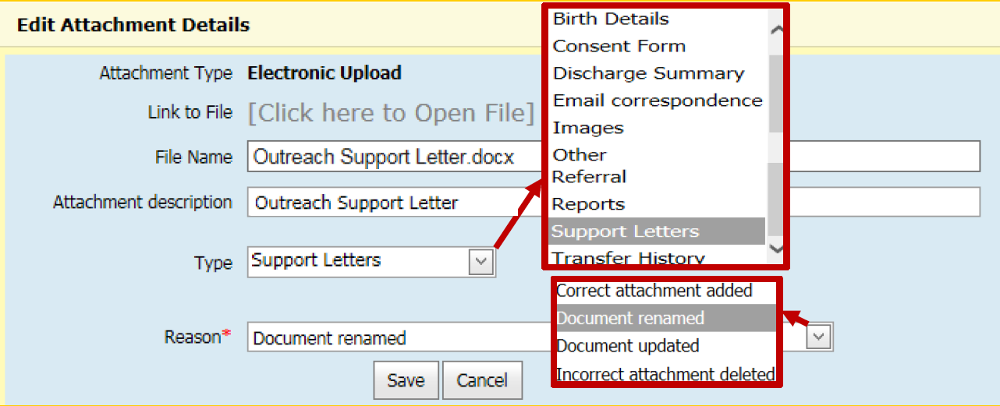 Edit Attachment Details
Attachment Type Electronic Upload
Link to File [Click here to Open File]
File Name Outreach Support Letter.docx
Attachment description Outreach Support Letter
Type Support Letters
Reason* Document renamed
Save Cancel
Birth Details
Consent Form
Discharge Summary
Email correspondence
Images
Other
Referral
Reports
Support Letters
Transfer History
Correct attachment added
Document renamed
Document updated
Incorrect attachment deleted